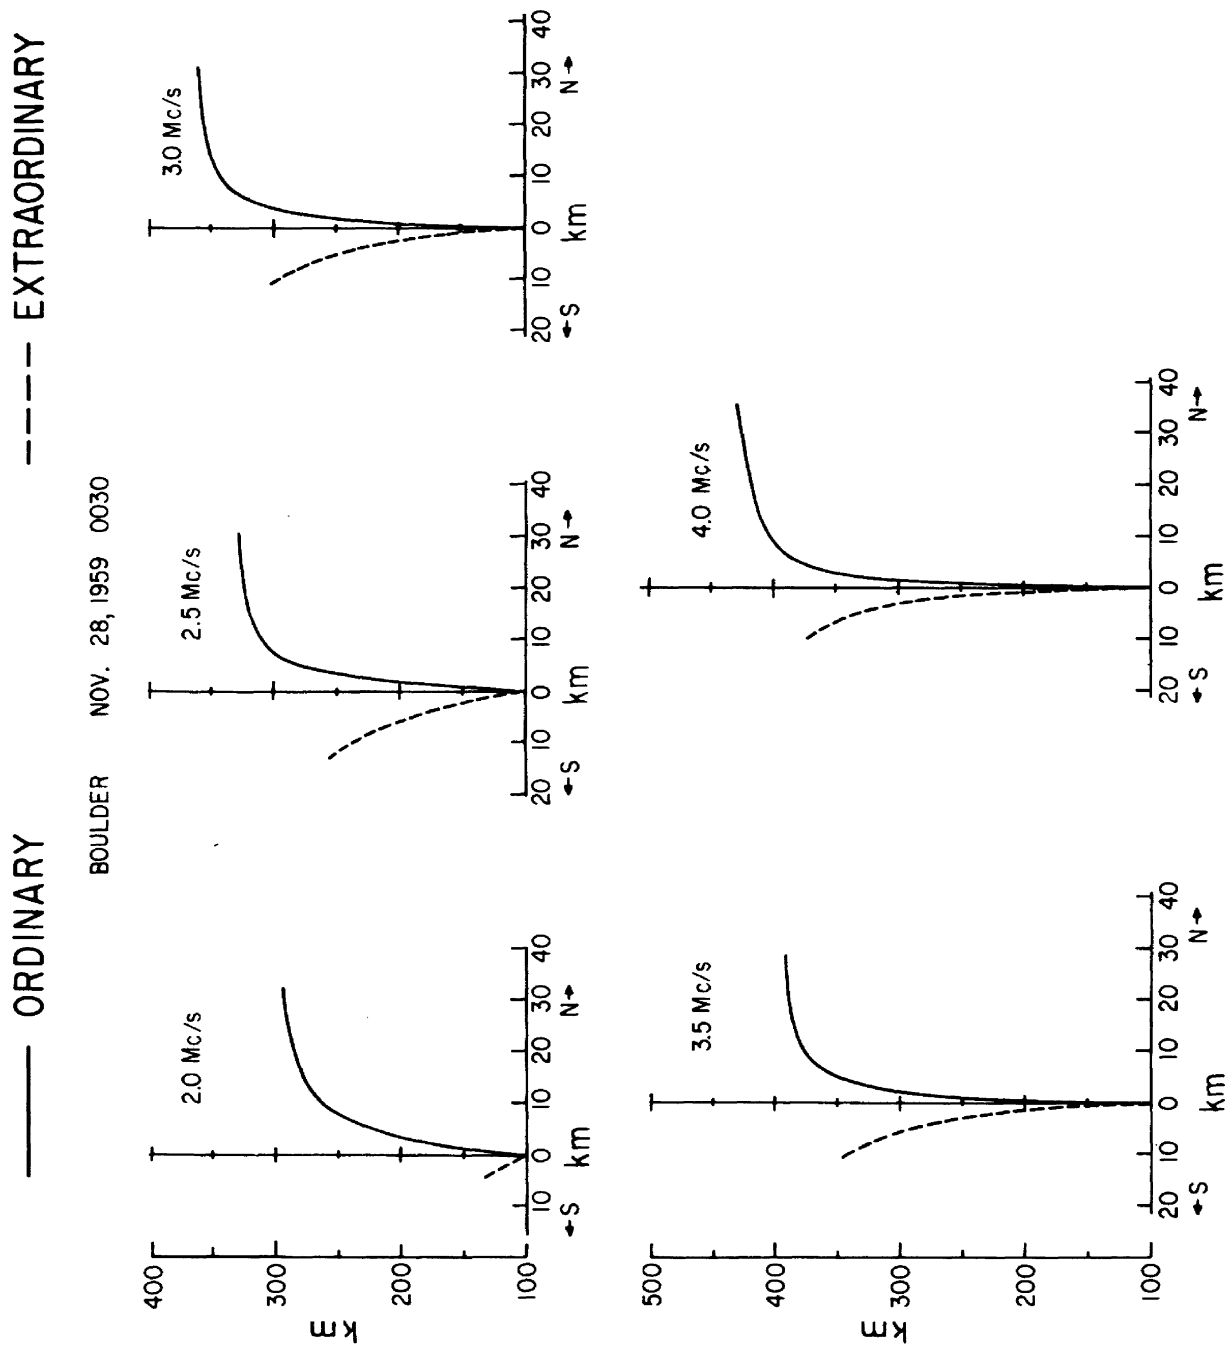 ORDINARY EXTRAORDINARY
BOULDER NOV. 28, 1959 0030
2.0 Mc/s
2.5 Mc/s
3.0 Mc/s
400
300
200
100
km
10 0 10 20 30 40
←S km N→
20 10 0 10 20 30 40
←S km N→
20 10 0 10 20 30 40
←S km N→
3.5 Mc/s
4.0 Mc/s
500
400
300
200
100
km
20 10 0 10 20 30 40
←S km N→
20 10 0 10 20 30 40
←S km N→